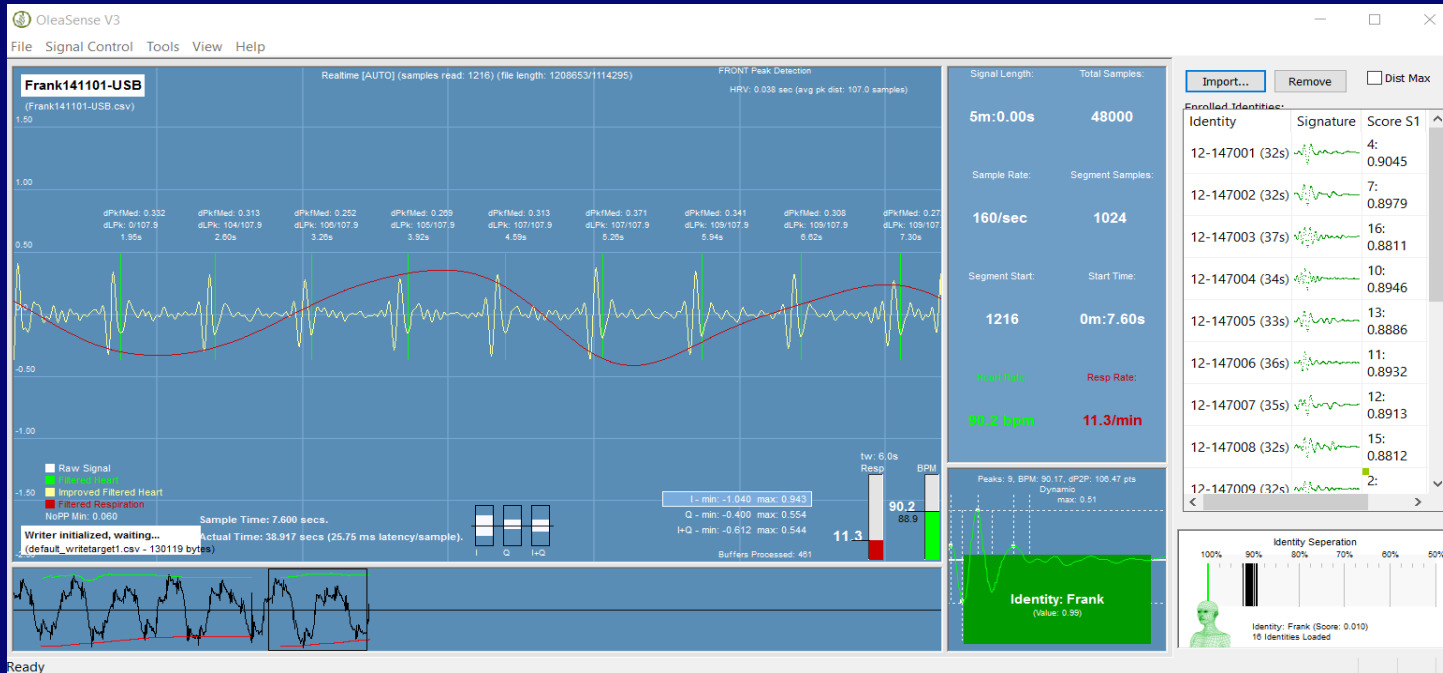 OleaSense V3
File Signal Control Tools View Help
Frank141101-USB
(Frank141101-USB.csv)
Realtime [AUTO] (samples read: 1216) (file length: 1208653/1114295)
FRONT Peak Detection
HRV: 0.038 sec (avg pk dist: 107.0 samples)
1.50
1.00
0.50
-0.50
-1.00
-1.50
dPkfMed: 0.332
dLPk: 0/107.9
1.95s
dPkfMed: 0.313
dLPk: 104/107.9
2.60s
dPkfMed: 0.252
dLPk: 106/107.9
3.26s
dPkfMed: 0.269
dLPk: 105/107.9
3.92s
dPkfMed: 0.313
dLPk: 107/107.9
4.59s
dPkfMed: 0.371
dLPk: 107/107.9
5.26s
dPkfMed: 0.341
dLPk: 109/107.9
5.94s
dPkfMed: 0.308
dLPk: 109/107.9
6.62s
dPkfMed: 0.27
dLPk: 109/107.
7.30s
Raw Signal
Filtered Heart
Improved Filtered Heart
Filtered Respiration
NoPP Min: 0.060
Writer initialized, waiting...
(default_writetarget1.csv - 130119 bytes)
Sample Time: 7.600 secs.
Actual Time: 38.917 secs (25.75 ms latency/sample).
I Q I+Q
I - min: -1.040 max: 0.943
Q - min: -0.400 max: 0.554
I+Q - min: -0.612 max: 0.544
Buffers Processed: 461
tw: 6.0s
Resp BPM
11.3
90.2
88.9
Signal Length: Total Samples:
5m:0.00s 48000
Sample Rate: Segment Samples:
160/sec 1024
Segment Start: Start Time:
1216 0m:7.60s
Resp Rate:
90.2 bpm 11.3/min
Peaks: 9, BPM: 90.17, dP2P: 106.47 pts
Dynamic
max: 0.51
Identity: Frank
(Value: 0.99)
Import... Remove Dist Max
Enrolled Identities:
Identity Signature Score S1
12-147001 (32s) 4: 0.9045
12-147002 (32s) 7: 0.8979
12-147003 (37s) 16: 0.8811
12-147004 (34s) 10: 0.8946
12-147005 (33s) 13: 0.8886
12-147006 (36s) 11: 0.8932
12-147007 (35s) 12: 0.8913
12-147008 (32s) 15: 0.8812
12-147009 (32s) 2:
Identity Seperation
100% 90% 80% 70% 60% 50%
Identity: Frank (Score: 0.010)
16 Identities Loaded
Ready